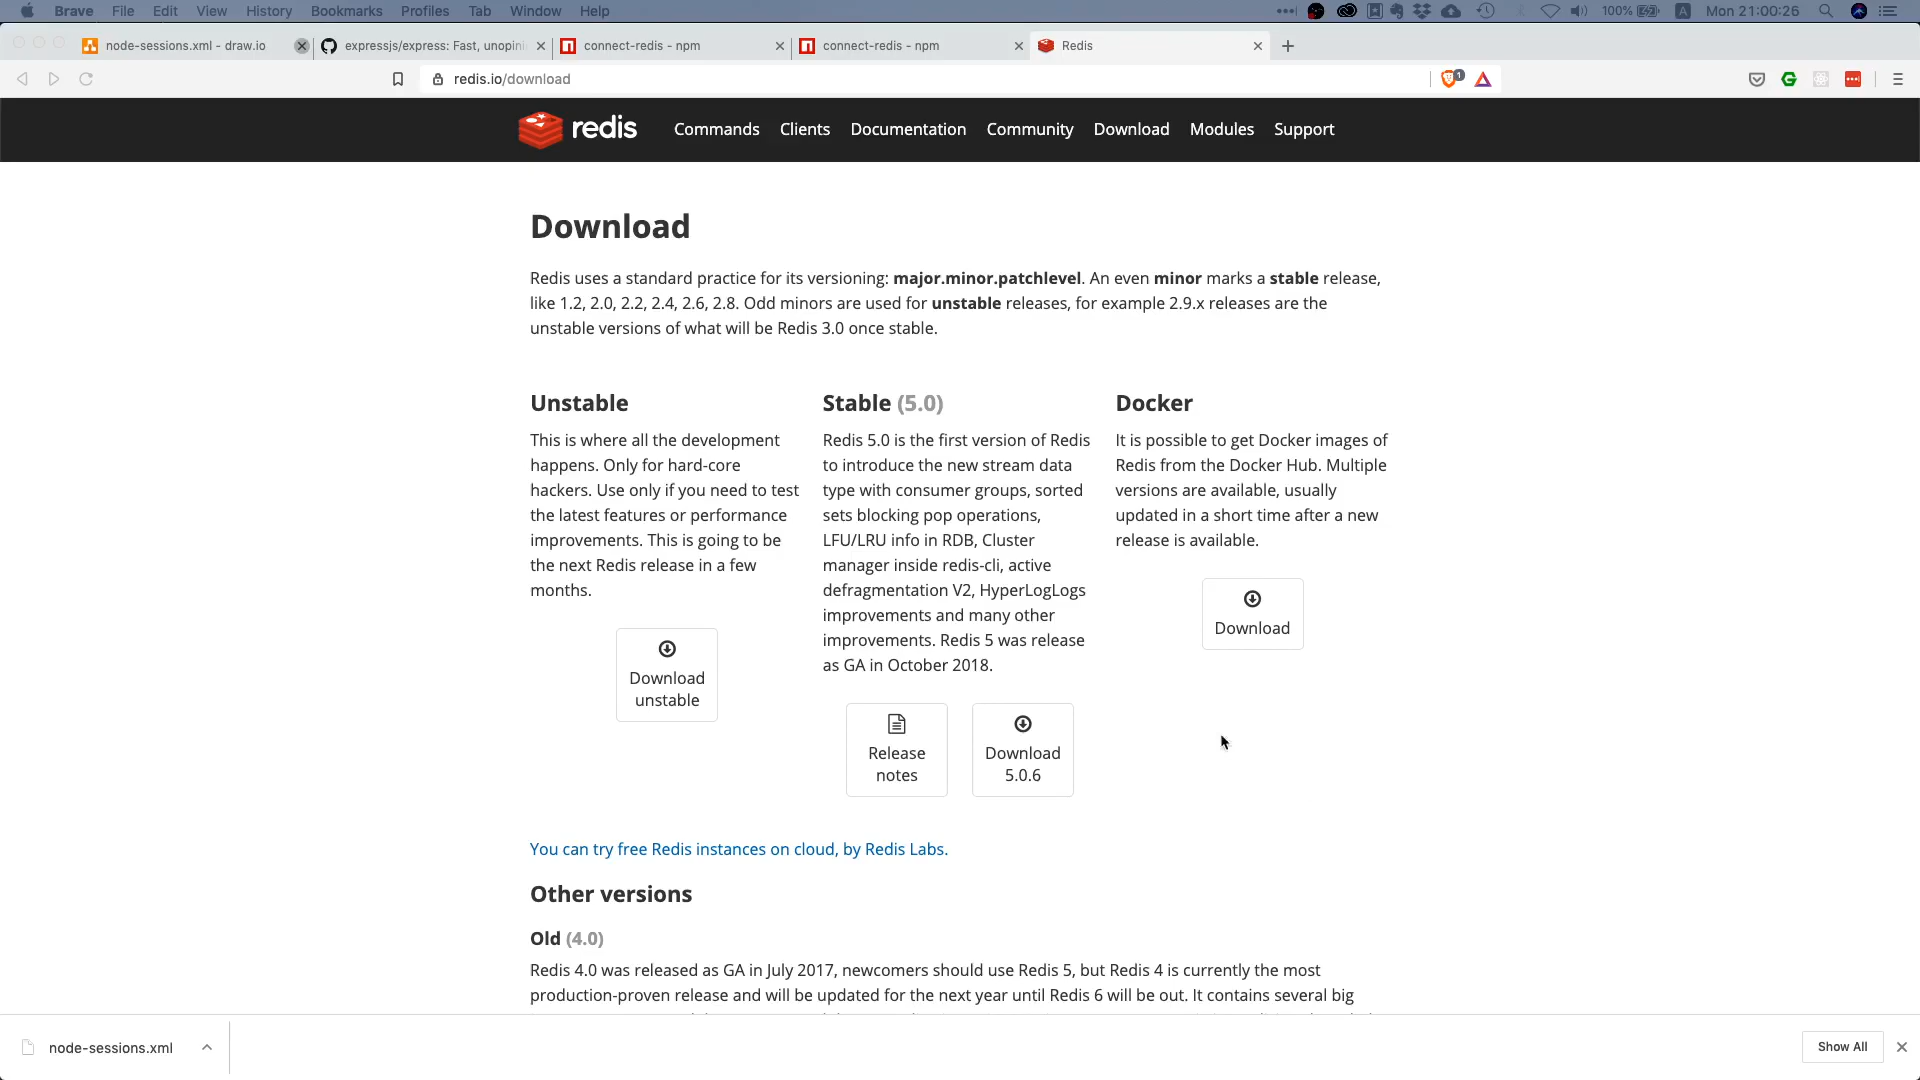 Brave File Edit View History Bookmarks Profiles Tab Window Help 100% A Mon 21:00:26
node-sessions.xml - draw.io
expressjs/express: Fast, unopini
connect-redis - npm
connect-redis - npm
Redis
redis.io/download
1
redis Commands Clients Documentation Community Download Modules Support
Download
Redis uses a standard practice for its versioning: major.minor.patchlevel. An even minor marks a stable release,
like 1.2, 2.0, 2.2, 2.4, 2.6, 2.8. Odd minors are used for unstable releases, for example 2.9.x releases are the
unstable versions of what will be Redis 3.0 once stable.
Unstable
This is where all the development
happens. Only for hard-core
hackers. Use only if you need to test
the latest features or performance
improvements. This is going to be
the next Redis release in a few
months.
Download
unstable
Stable (5.0)
Redis 5.0 is the first version of Redis
to introduce the new stream data
type with consumer groups, sorted
sets blocking pop operations,
LFU/LRU info in RDB, Cluster
manager inside redis-cli, active
defragmentation V2, HyperLogLogs
improvements and many other
improvements. Redis 5 was release
as GA in October 2018.
Release
notes
Download
5.0.6
Docker
It is possible to get Docker images of
Redis from the Docker Hub. Multiple
versions are available, usually
updated in a short time after a new
release is available.
Download
You can try free Redis instances on cloud, by Redis Labs.
Other versions
Old (4.0)
Redis 4.0 was released as GA in July 2017, newcomers should use Redis 5, but Redis 4 is currently the most
production-proven release and will be updated for the next year until Redis 6 will be out. It contains several big
node-sessions.xml
Show All